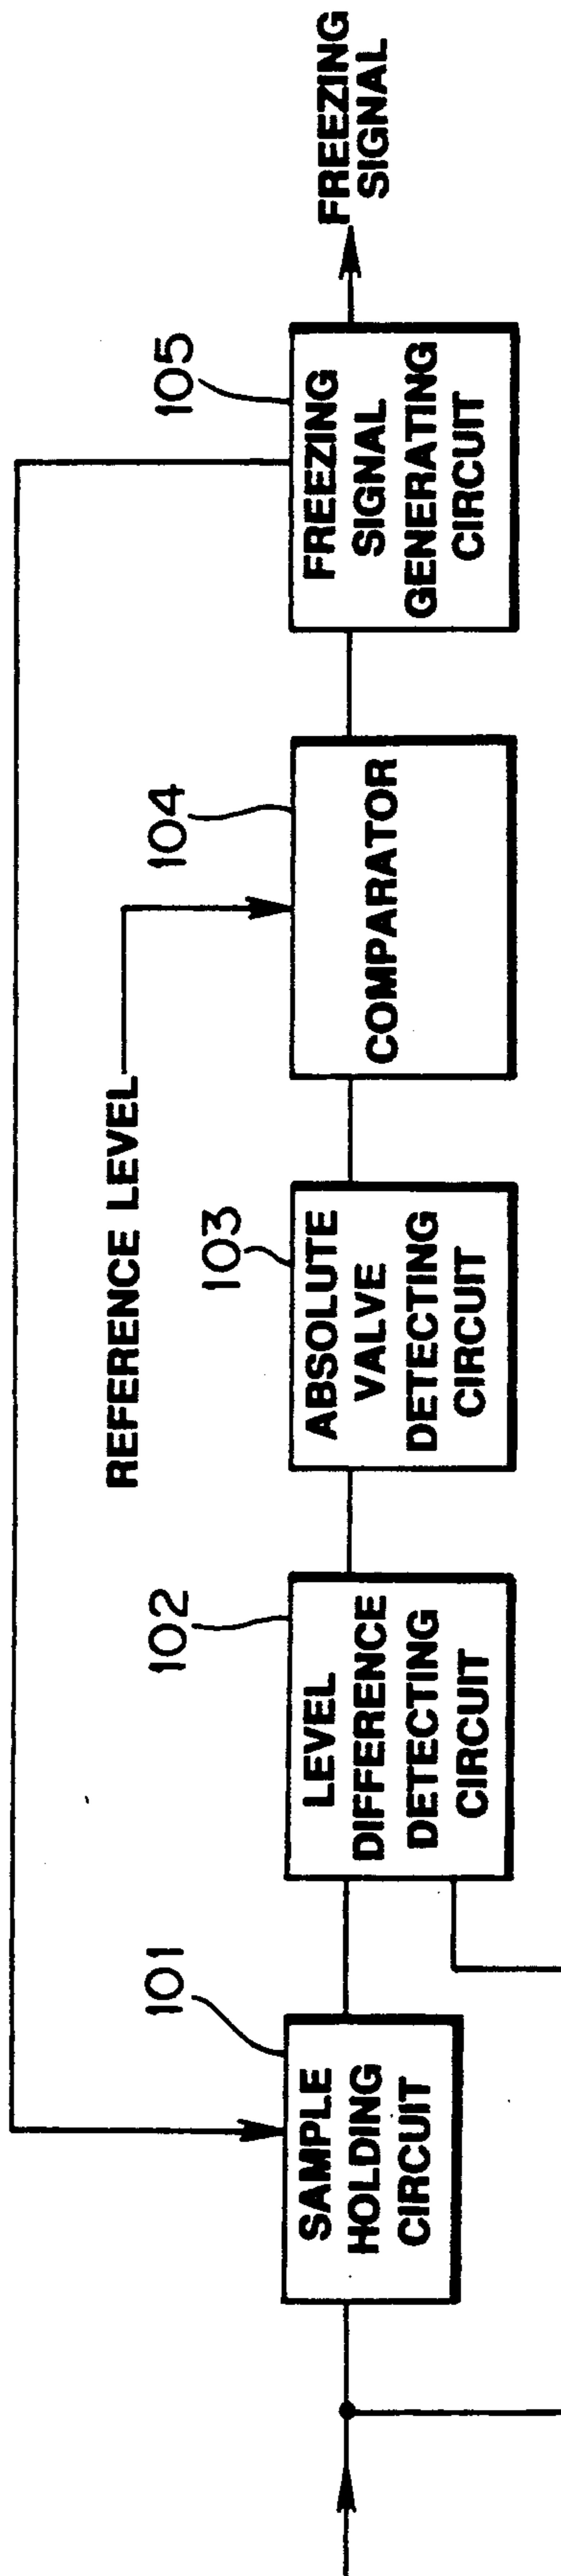 101
SAMPLE
HOLDING
CIRCUIT
102
LEVEL
DIFFERENCE
DETECTING
CIRCUIT
103
ABSOLUTE
VALVE
DETECTING
CIRCUIT
REFERENCE LEVEL
104
COMPARATOR
105
FREEZING
SIGNAL
GENERATING
CIRCUIT
FREEZING
SIGNAL